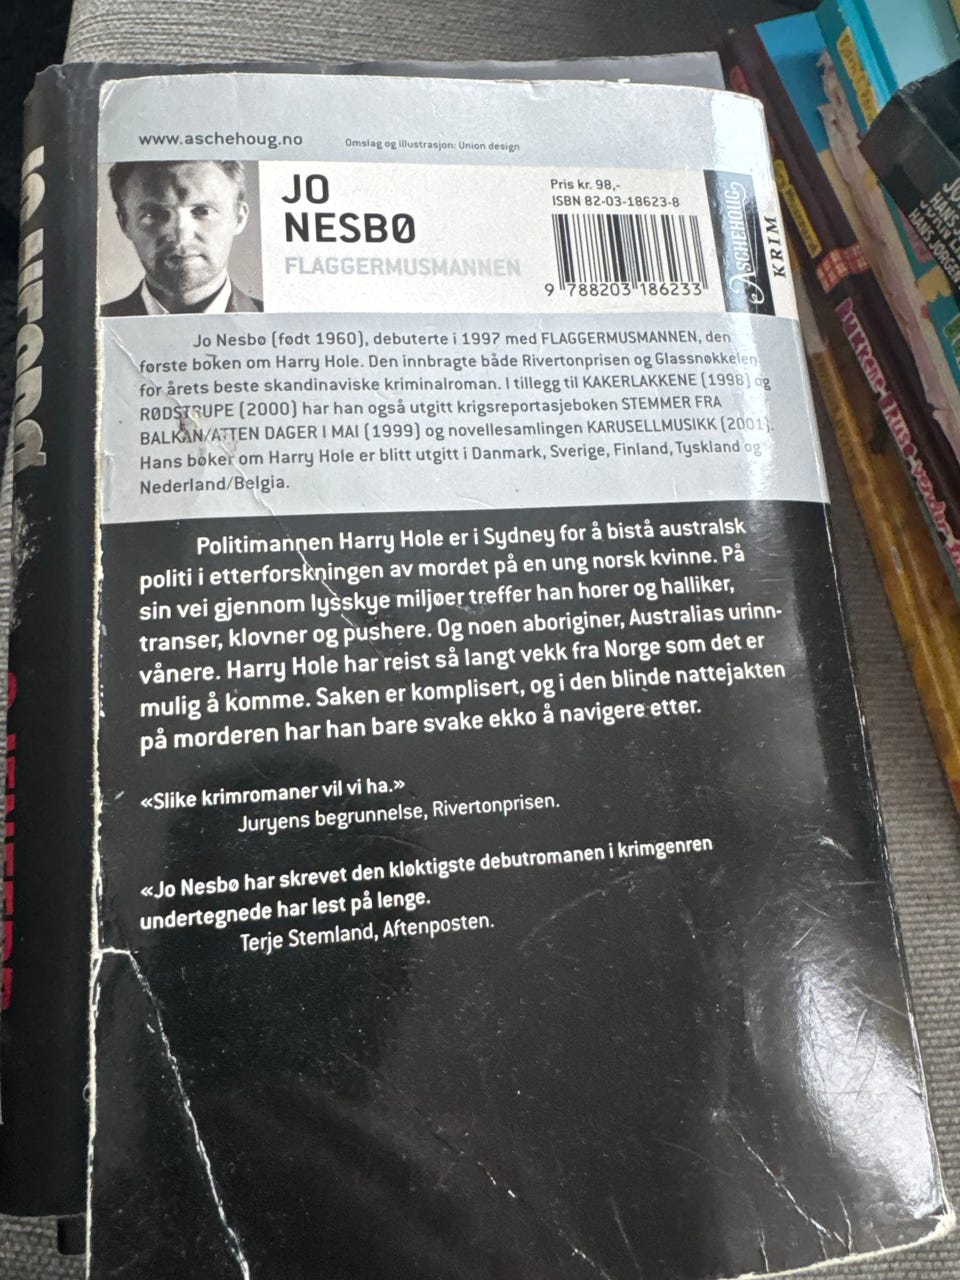 www.aschehoug.no
Omslag og illustrasjon: Union design
JO
NESBØ
FLAGGERMUSMANNEN
Pris kr. 98,-
ISBN 82-03-18623-8
9 788203 186233
ASCHEHOUG
KRIM
Jo Nesbø (født 1960), debuterte i 1997 med FLAGGERMUSMANNEN, den
første boken om Harry Hole. Den innbragte både Rivertonprisen og Glassnøkkelen
for årets beste skandinaviske kriminalroman. I tillegg til KAKERLAKKENE (1998) og
RØDSTRUPE (2000) har han også utgitt krigsreportasjeboken STEMMER FRA
BALKAN/ATTEN DAGER I MAI (1999) og novellesamlingen KARUSELLMUSIKK (2001).
Hans bøker om Harry Hole er blitt utgitt i Danmark, Sverige, Finland, Tyskland og
Nederland/Belgia.
Politimannen Harry Hole er i Sydney for å bistå australsk
politi i etterforskningen av mordet på en ung norsk kvinne. På
sin vei gjennom lysskye miljøer treffer han horer og halliker,
transer, klovner og pushere. Og noen aboriginer, Australias urinn-
vånere. Harry Hole har reist så langt vekk fra Norge som det er
mulig å komme. Saken er komplisert, og i den blinde nattejakten
på morderen har han bare svake ekko å navigere etter.
«Slike krimromaner vil vi ha.»
Juryens begrunnelse, Rivertonprisen.
«Jo Nesbø har skrevet den kløktigste debutromanen i krimgenren
undertegnede har lest på lenge.
Terje Stemland, Aftenposten.